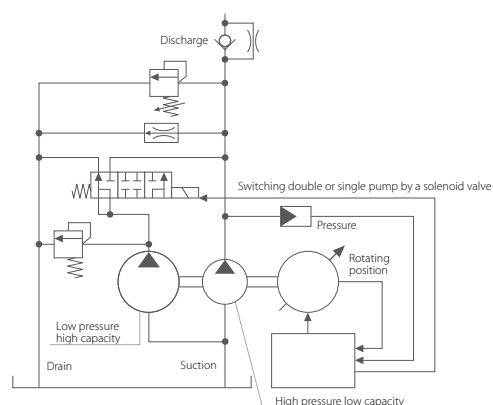 Discharge
Switching double or single pump by a solenoid valve
Pressure
Rotating
position
Low pressure
high capacity
Drain
Suction
High pressure low capacity